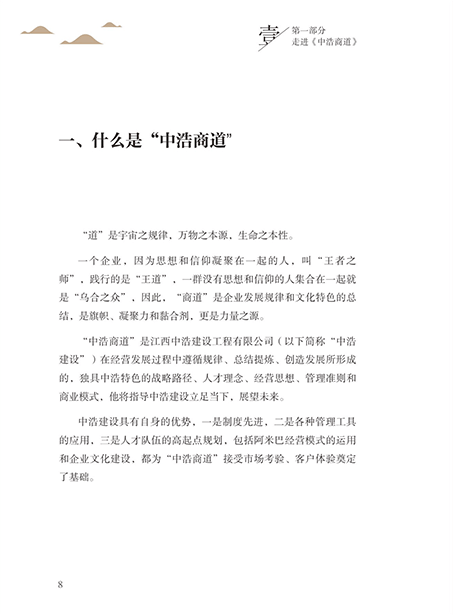 壹
第一部分
走进《中浩商道》
一、什么是“中浩商道”
“道”是宇宙之规律，万物之本源，生命之本性。
一个企业，因为思想和信仰凝聚在一起的人，叫“王者之
师”，践行的是“王道”，一群没有思想和信仰的人集合在一起就
是“乌合之众”，因此，“商道”是企业发展规律和文化特色的总
结，是旗帜、凝聚力和黏合剂，更是力量之源。
“中浩商道”是江西中浩建设工程有限公司（以下简称“中浩
建设”）在经营发展过程中遵循规律、总结提炼、创造发展所形成
的，独具中浩特色的战略路径、人才理念、经营思想、管理准则和
商业模式，他将指导中浩建设立足当下，展望未来。
中浩建设具有自身的优势，一是制度先进，二是各种管理工具
的应用，三是人才队伍的高起点规划，包括阿米巴经营模式的运用
和企业文化建设，都为“中浩商道”接受市场考验、客户体验奠定
了基础。
8